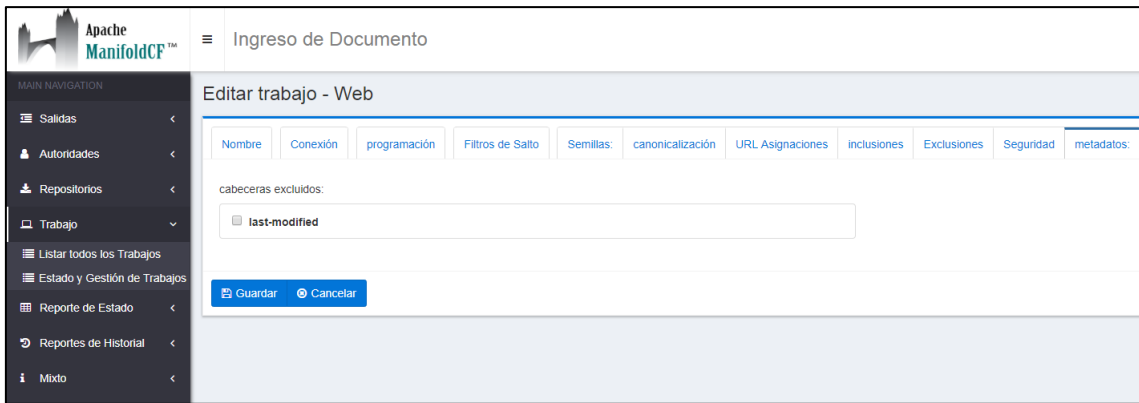 Apache
ManifoldCF™
Ingreso de Documento
MAIN NAVIGATION
Salidas
Autoridades
Repositorios
Trabajo
Listar todos los Trabajos
Estado y Gestión de Trabajos
Reporte de Estado
Reportes de Historial
Mixto
Editar trabajo - Web
Nombre Conexión programación Filtros de Salto Semillas: canonicalización URL Asignaciones inclusiones Exclusiones Seguridad metadatos:
cabeceras excluidos:
last-modified
Guardar Cancelar